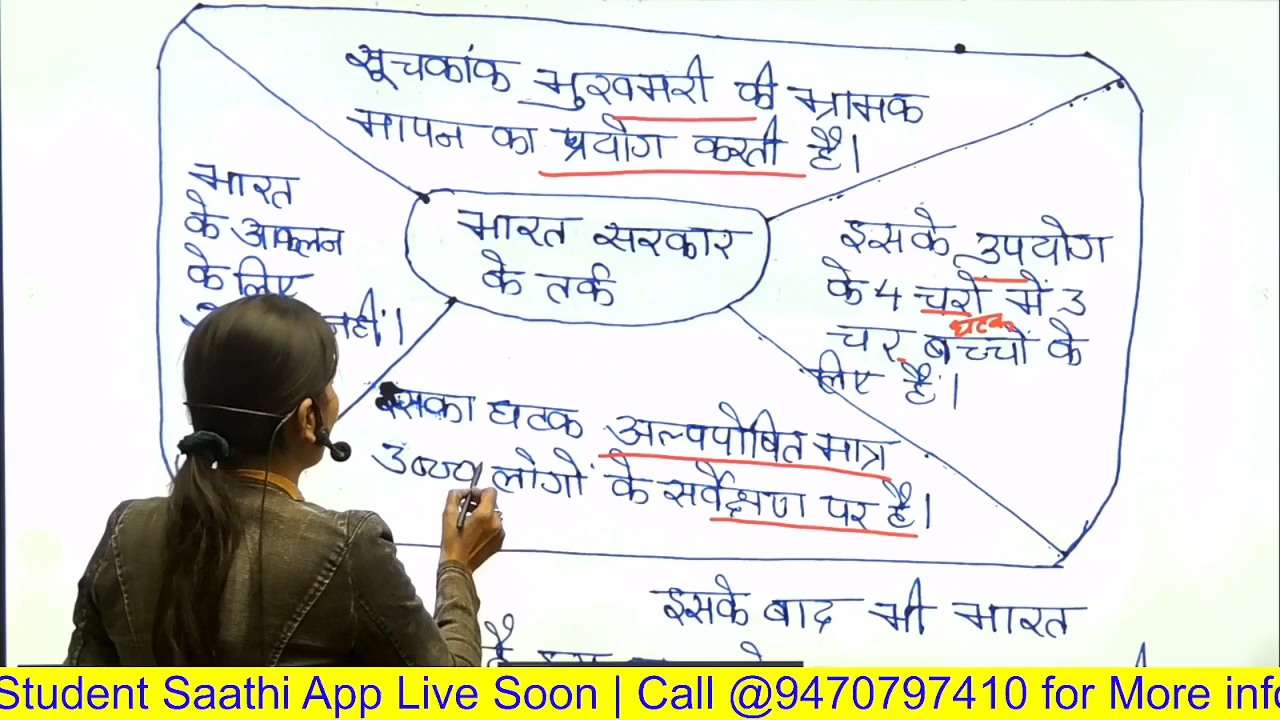 सूचकांक भुखमरी की भ्रामक
मापन का प्रयोग करती है।
भारत
के आकलन
के लिए
नहीं।
भारत सरकार
के तर्क
इसके उपयोग
के 4 चरों में 3
घटक
चर बच्चों के
लिए हैं।
इसका घटक अल्पपोषित मात्र
लोगों के सर्वेक्षण पर है।
इसके बाद भी भारत
है
Student Saathi App Live Soon | Call @9470797410 for More info